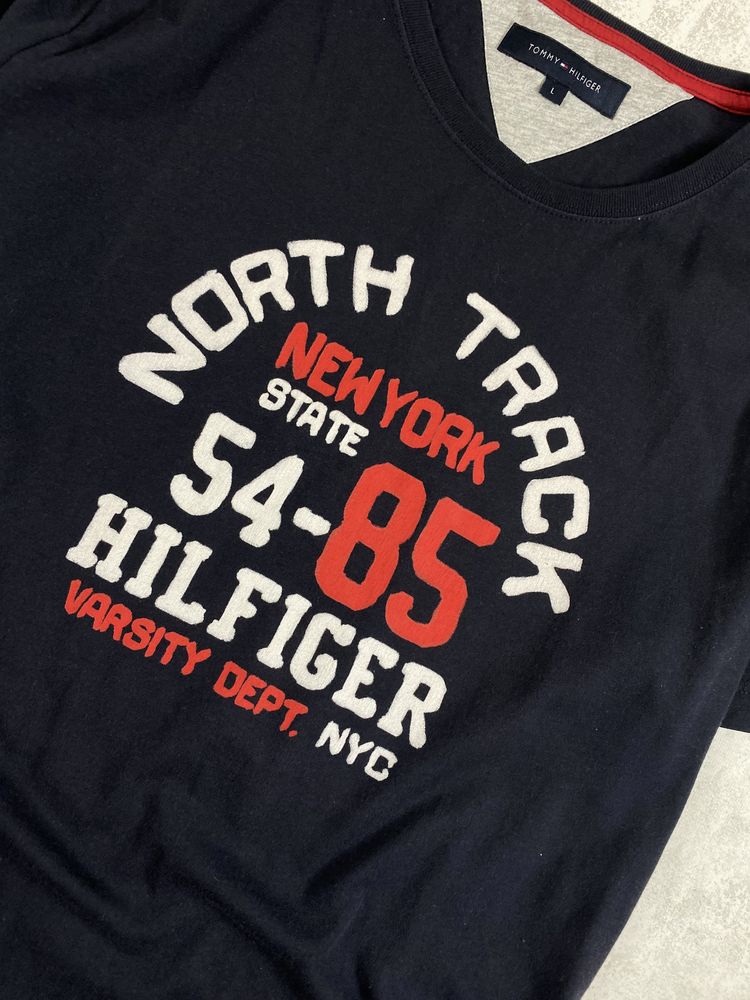 TOMMY HILFIGER
L
NORTH TRACK
NEW YORK
STATE
54-85
HILFIGER
VARSITY DEPT. NYC